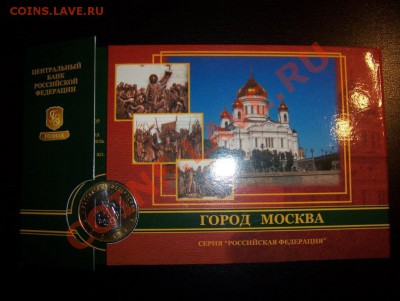 COINS.LAVE.RU
ЦЕНТРАЛЬНЫЙ
БАНК
РОССИЙСКОЙ
ФЕДЕРАЦИИ
ГОРОД МОСКВА
СЕРИЯ "РОССИЙСКАЯ ФЕДЕРАЦИЯ"